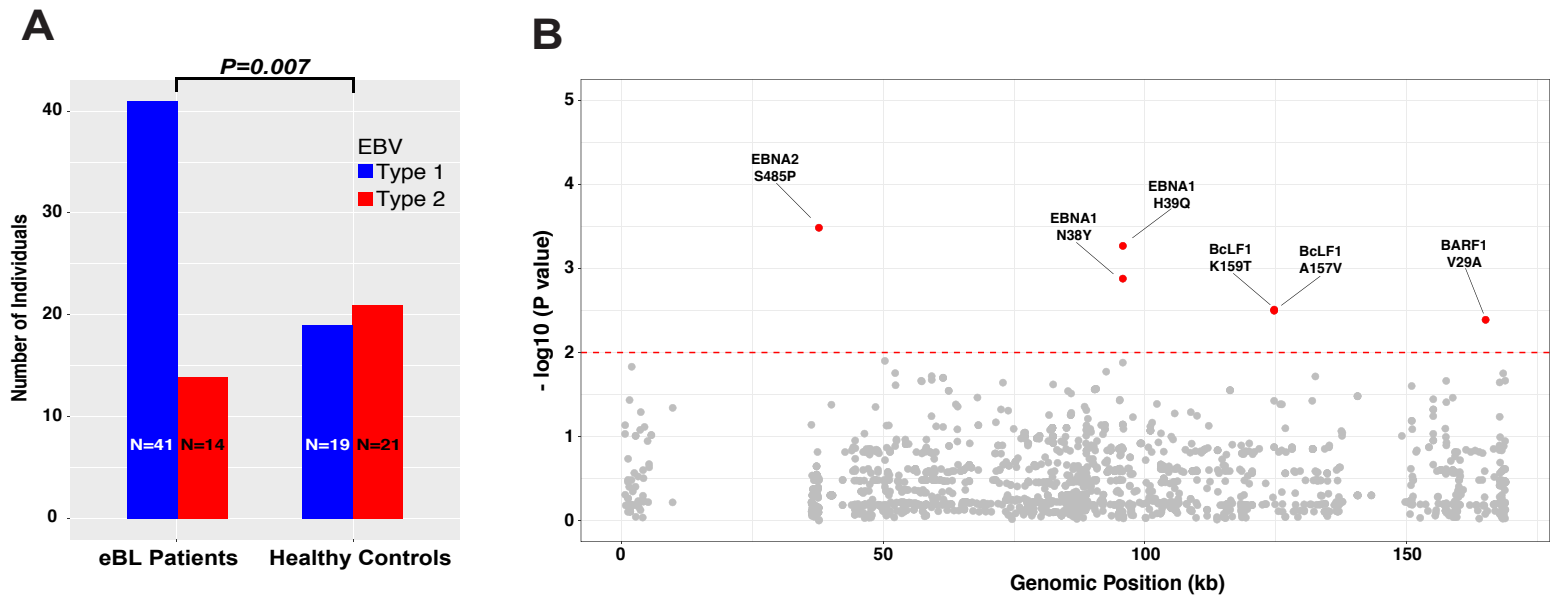 A
P=0.007
40
30
20
10
0
Number of Individuals
EBV
Type 1
Type 2
N=41
N=14
N=19
N=21
eBL Patients
Healthy Controls
B
5
4
3
2
1
0
- log10 (P value)
EBNA2
S485P
EBNA1
H39Q
EBNA1
N38Y
BcLF1
K159T
BcLF1
A157V
BARF1
V29A
0
50
100
150
Genomic Position (kb)